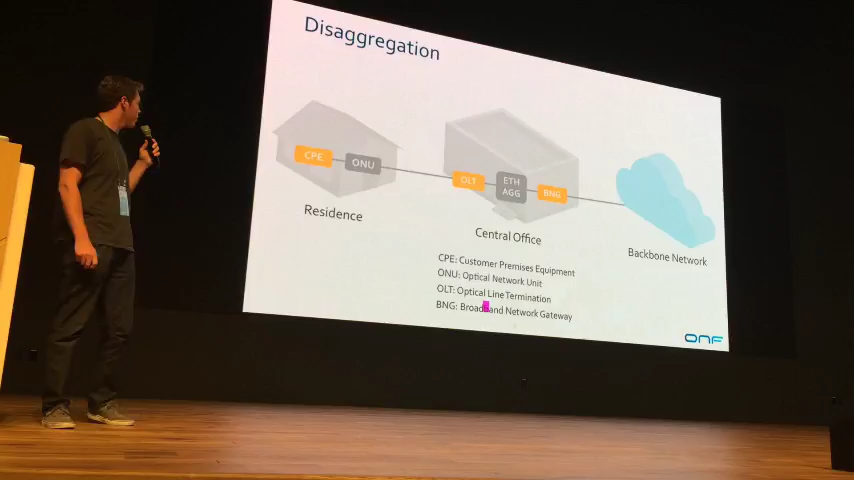 Disaggregation
CPE
ONU
OLT
ETH
AGG
BNG
Residence
Central Office
Backbone Network
CPE: Customer Premises Equipment
ONU: Optical Network Unit
OLT: Optical Line Termination
BNG: Broadband Network Gateway
ONF